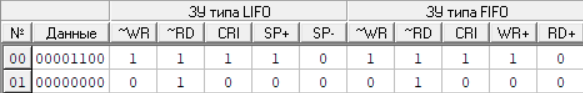 ЗУ типа LIFO ЗУ типа FIFO
№ Данные ~WR ~RD CRI SP+ SP- ~WR ~RD CRI WR+ RD+
00 00001100 1 1 1 1 0 1 1 1 1 0
01 00000000 0 1 0 0 0 0 1 0 0 0